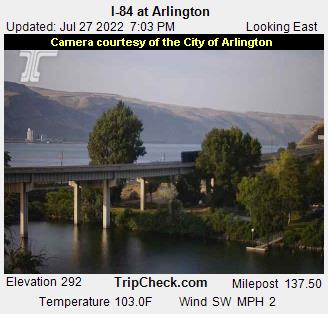 I-84 at Arlington
Updated: Jul 27 2022 7:03 PM Looking East
Camera courtesy of the City of Arlington
Elevation 292 TripCheck.com Milepost 137.50
Temperature 103.0F Wind SW MPH 2